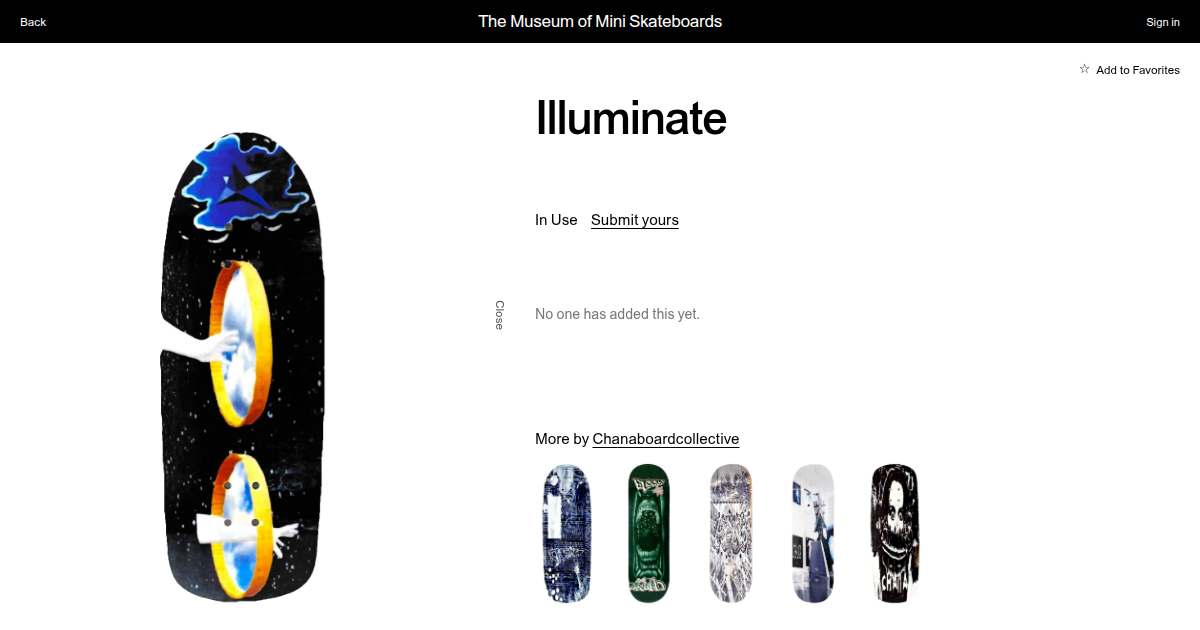 Back
The Museum of Mini Skateboards
Sign in
☆ Add to Favorites
Illuminate
In Use Submit yours
Close
No one has added this yet.
More by Chanaboardcollective